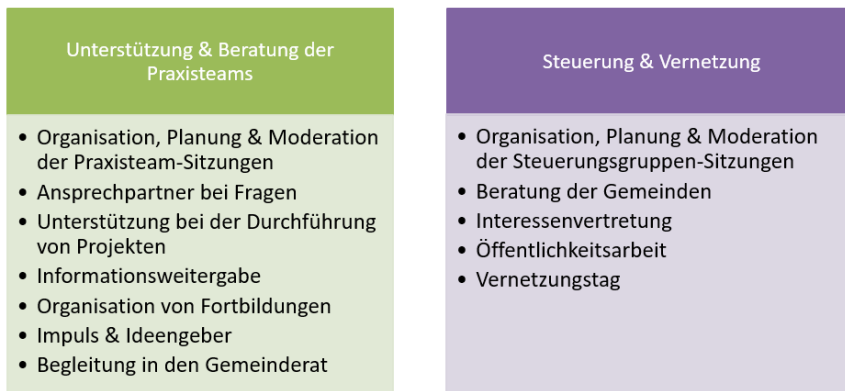 Unterstützung & Beratung der
Praxisteams
• Organisation, Planung & Moderation
der Praxisteam-Sitzungen
• Ansprechpartner bei Fragen
• Unterstützung bei der Durchführung
von Projekten
• Informationsweitergabe
• Organisation von Fortbildungen
• Impuls & Ideengeber
• Begleitung in den Gemeinderat
Steuerung & Vernetzung
• Organisation, Planung & Moderation
der Steuerungsgruppen-Sitzungen
• Beratung der Gemeinden
• Interessenvertretung
• Öffentlichkeitsarbeit
• Vernetzungstag